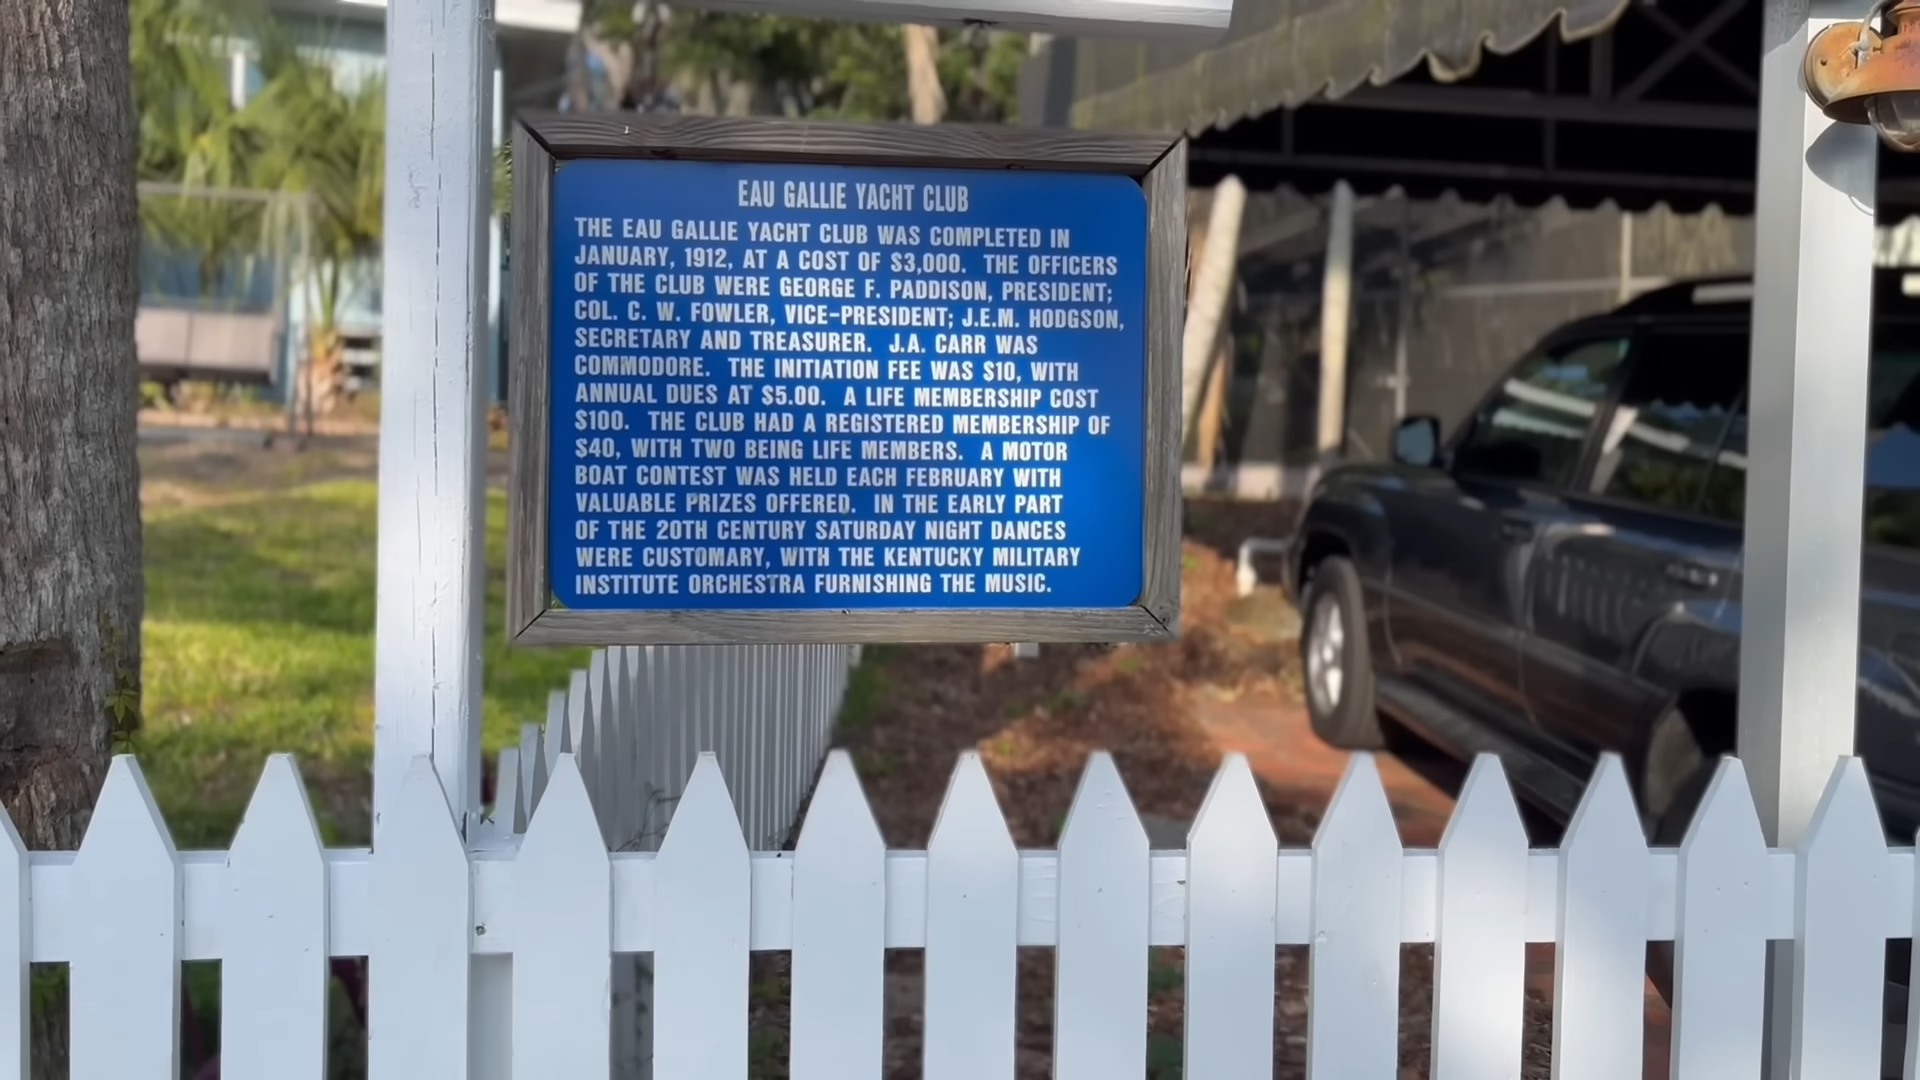 EAU GALLIE YACHT CLUB
THE EAU GALLIE YACHT CLUB WAS COMPLETED IN
JANUARY, 1912, AT A COST OF $3,000. THE OFFICERS
OF THE CLUB WERE GEORGE F. PADDISON, PRESIDENT;
COL. C. W. FOWLER, VICE-PRESIDENT; J.E.M. HODGSON,
SECRETARY AND TREASURER. J.A. CARR WAS
COMMODORE. THE INITIATION FEE WAS $10, WITH
ANNUAL DUES AT $5.00. A LIFE MEMBERSHIP COST
$100. THE CLUB HAD A REGISTERED MEMBERSHIP OF
$40, WITH TWO BEING LIFE MEMBERS. A MOTOR
BOAT CONTEST WAS HELD EACH FEBRUARY WITH
VALUABLE PRIZES OFFERED. IN THE EARLY PART
OF THE 20TH CENTURY SATURDAY NIGHT DANCES
WERE CUSTOMARY, WITH THE KENTUCKY MILITARY
INSTITUTE ORCHESTRA FURNISHING THE MUSIC.